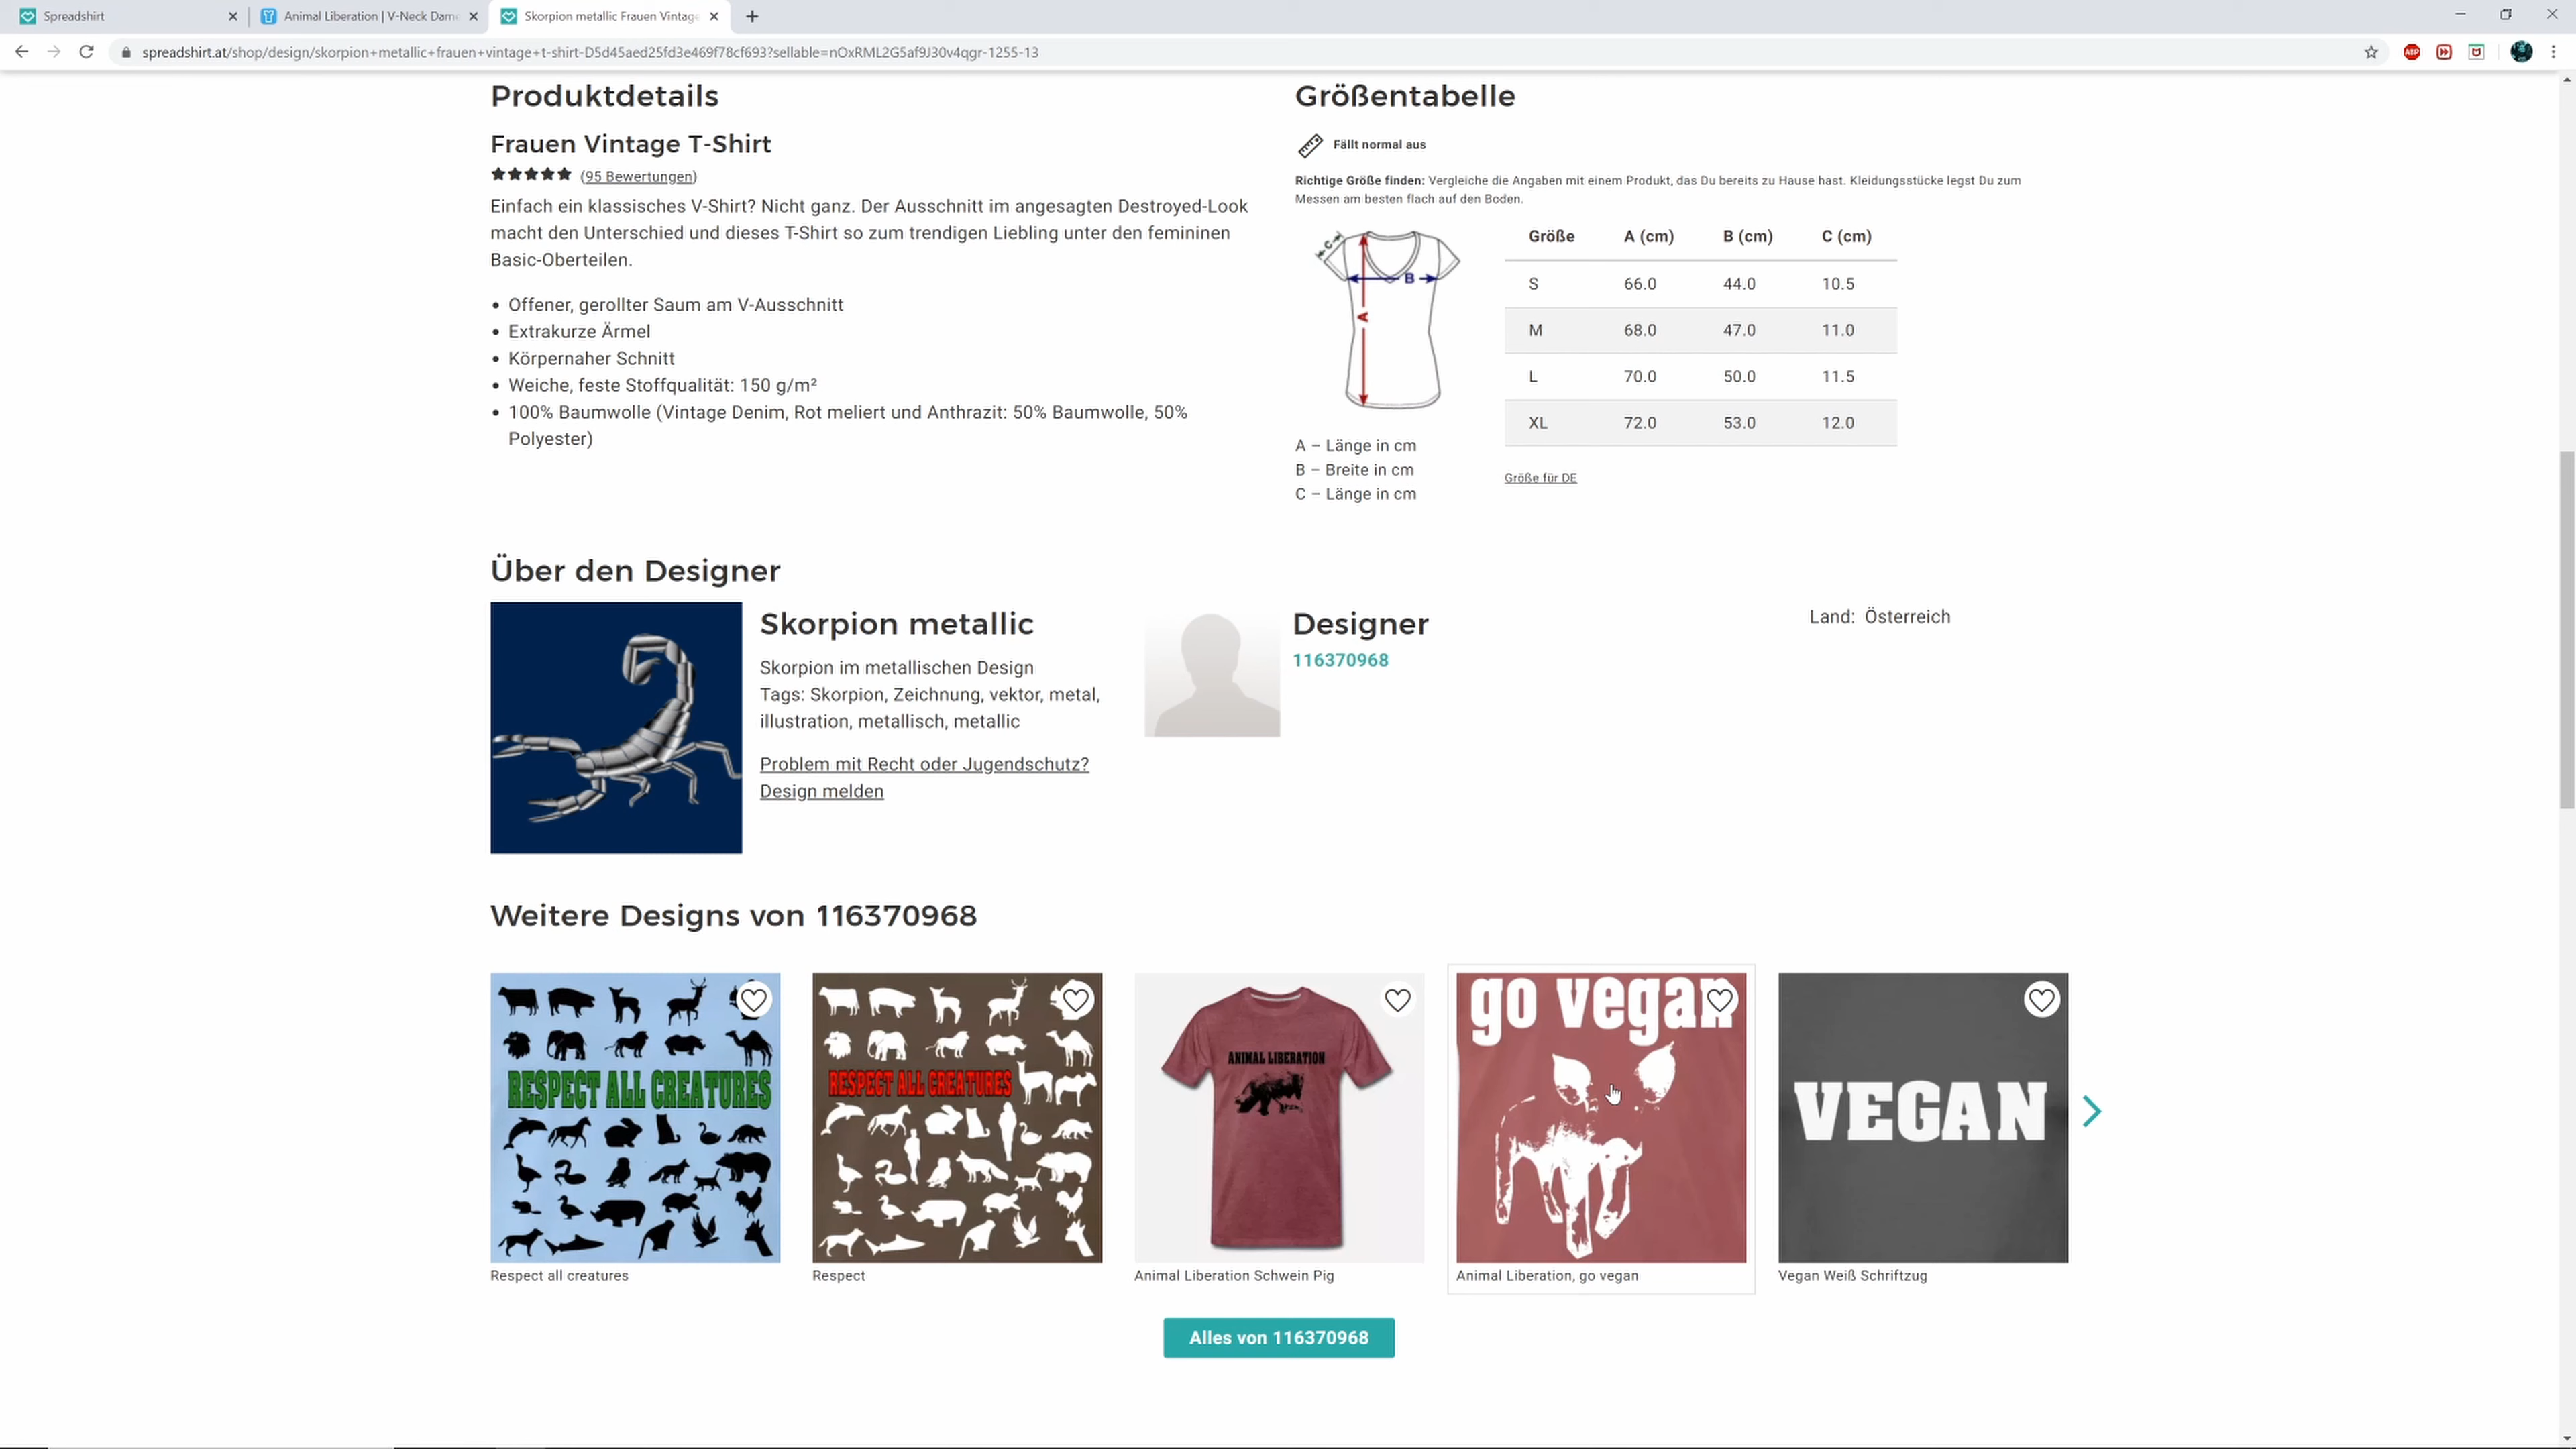 Spreadshirt
Animal Liberation | V-Neck Dam
Skorpion metallic Frauen Vintag
spreadshirt.at/shop/design/skorpion+metallic+frauen+vintage+t-shirt-D5d45aed25fd3e469f78cf693?sellable=nOxRML2G5af9J30v4qgr-1255-13
ABP
Produktdetails
Frauen Vintage T-Shirt
(95 Bewertungen)
Einfach ein klassisches V-Shirt? Nicht ganz. Der Ausschnitt im angesagten Destroyed-Look
macht den Unterschied und dieses T-Shirt so zum trendigen Liebling unter den femininen
Basic-Oberteilen.
• Offener, gerollter Saum am V-Ausschnitt
• Extrakurze Ärmel
• Körpernaher Schnitt
• Weiche, feste Stoffqualität: 150 g/m²
• 100% Baumwolle (Vintage Denim, Rot meliert und Anthrazit: 50% Baumwolle, 50%
Polyester)
Größentabelle
Fällt normal aus
Richtige Größe finden: Vergleiche die Angaben mit einem Produkt, das Du bereits zu Hause hast. Kleidungsstücke legst Du zum
Messen am besten flach auf den Boden.
C
B
A
A – Länge in cm
B – Breite in cm
C – Länge in cm
Größe A (cm) B (cm) C (cm)
S 66.0 44.0 10.5
M 68.0 47.0 11.0
L 70.0 50.0 11.5
XL 72.0 53.0 12.0
Größe für DE
Über den Designer
Skorpion metallic
Skorpion im metallischen Design
Tags: Skorpion, Zeichnung, vektor, metal,
illustration, metallisch, metallic
Problem mit Recht oder Jugendschutz?
Design melden
Designer
116370968
Land: Österreich
Weitere Designs von 116370968
RESPECT ALL CREATURES
Respect all creatures
RESPECT ALL CREATURES
Respect
ANIMAL LIBERATION
Animal Liberation Schwein Pig
go vegan
Animal Liberation, go vegan
VEGAN
Vegan Weiß Schriftzug
Alles von 116370968